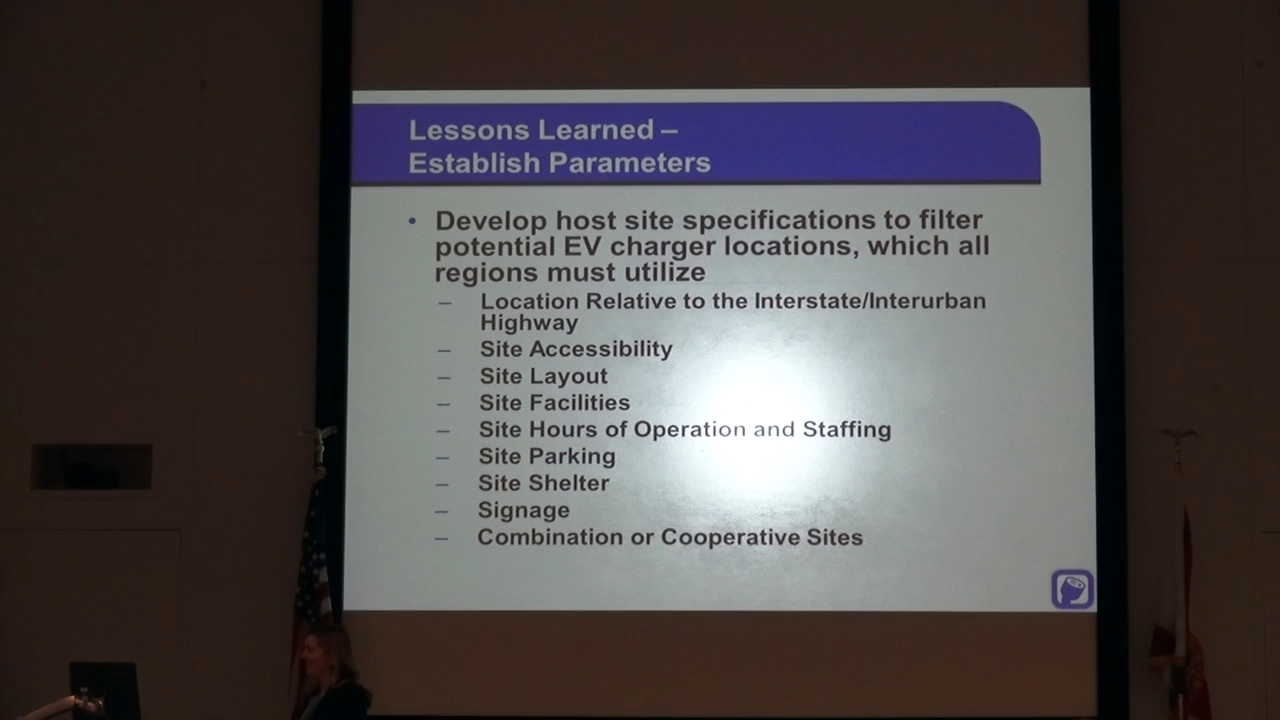 Lessons Learned –
Establish Parameters
• Develop host site specifications to filter
potential EV charger locations, which all
regions must utilize
– Location Relative to the Interstate/Interurban
Highway
– Site Accessibility
– Site Layout
– Site Facilities
– Site Hours of Operation and Staffing
– Site Parking
– Site Shelter
– Signage
– Combination or Cooperative Sites